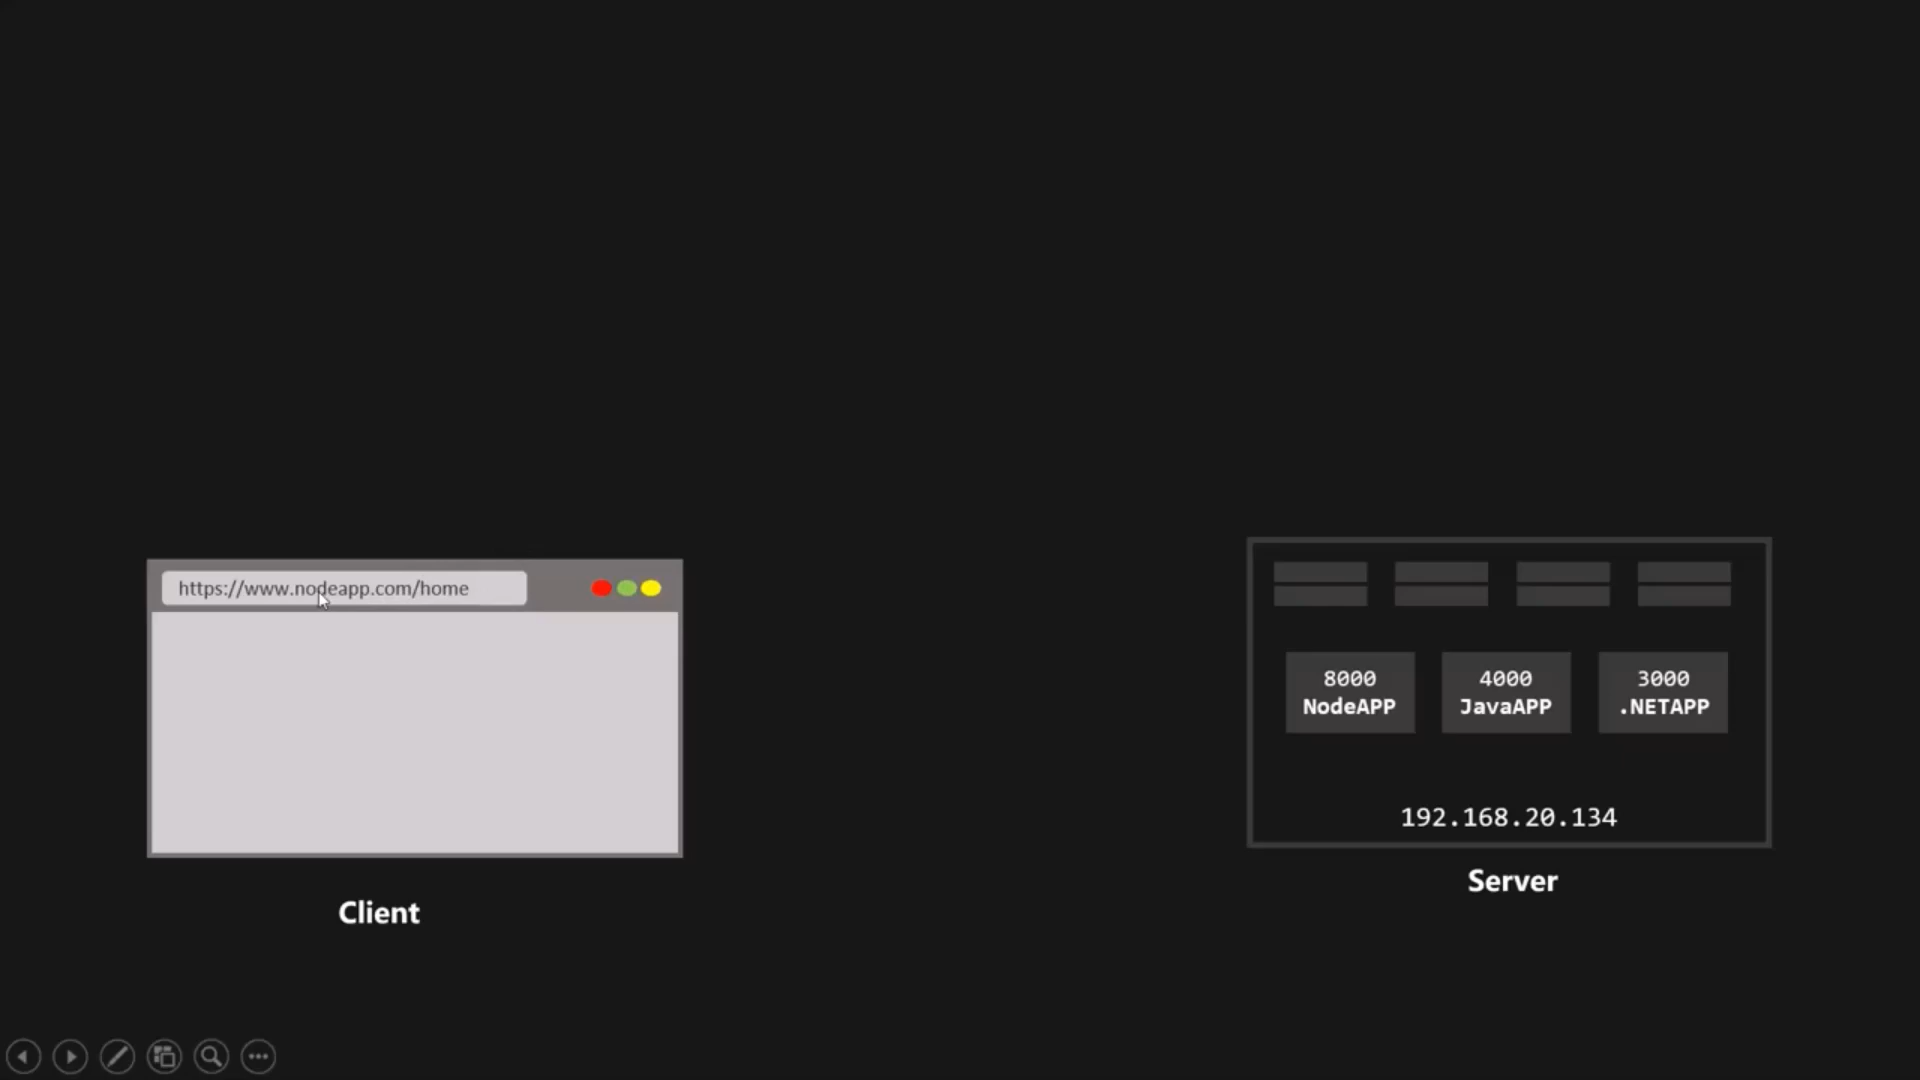 https://www.nodeapp.com/home
Client
8000
NodeAPP
4000
JavaAPP
3000
.NETAPP
192.168.20.134
Server